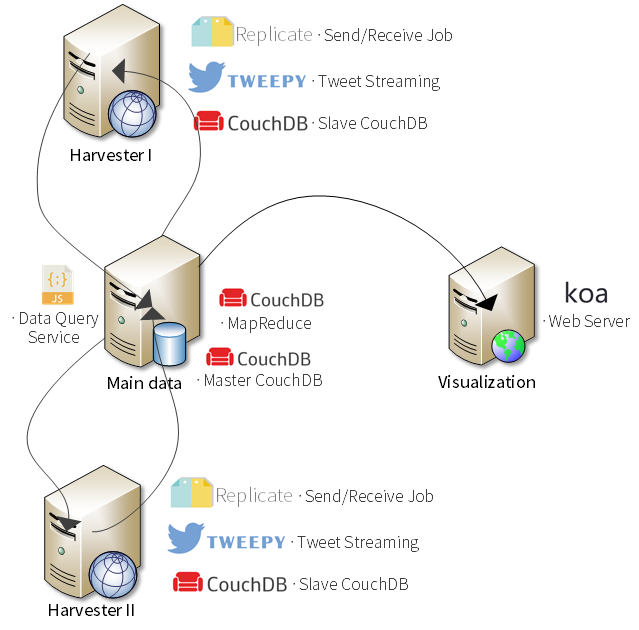 Replicate · Send/Receive Job
TWEEPY · Tweet Streaming
CouchDB · Slave CouchDB
Harvester I
{;}
JS
· Data Query
Service
CouchDB
· MapReduce
CouchDB
· Master CouchDB
Main data
koa
· Web Server
Visualization
Replicate · Send/Receive Job
TWEEPY · Tweet Streaming
CouchDB · Slave CouchDB
Harvester II